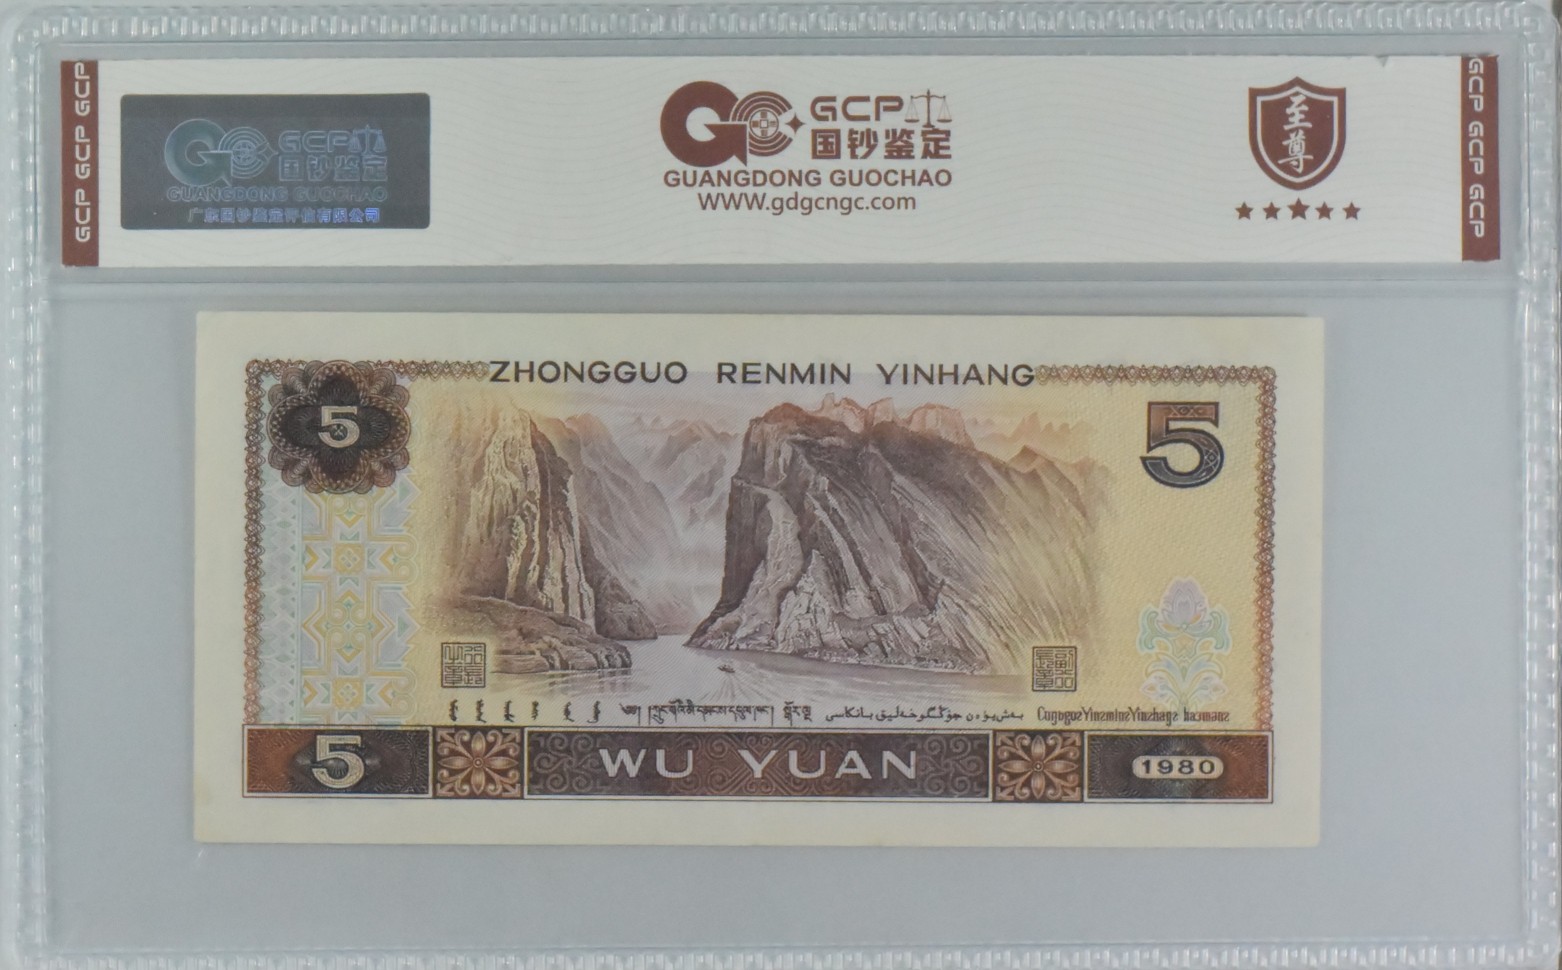 GCP GCP GCP
GCP
国钞鉴定
GUANGDONG GUOCHAO
广东国钞鉴定评估有限公司
GCP
国钞鉴定
GUANGDONG GUOCHAO
WWW.gdgcngc.com
至尊
GCP GCP GCP
ZHONGGUO RENMIN YINHANG
5
5
5
WU YUAN
1980